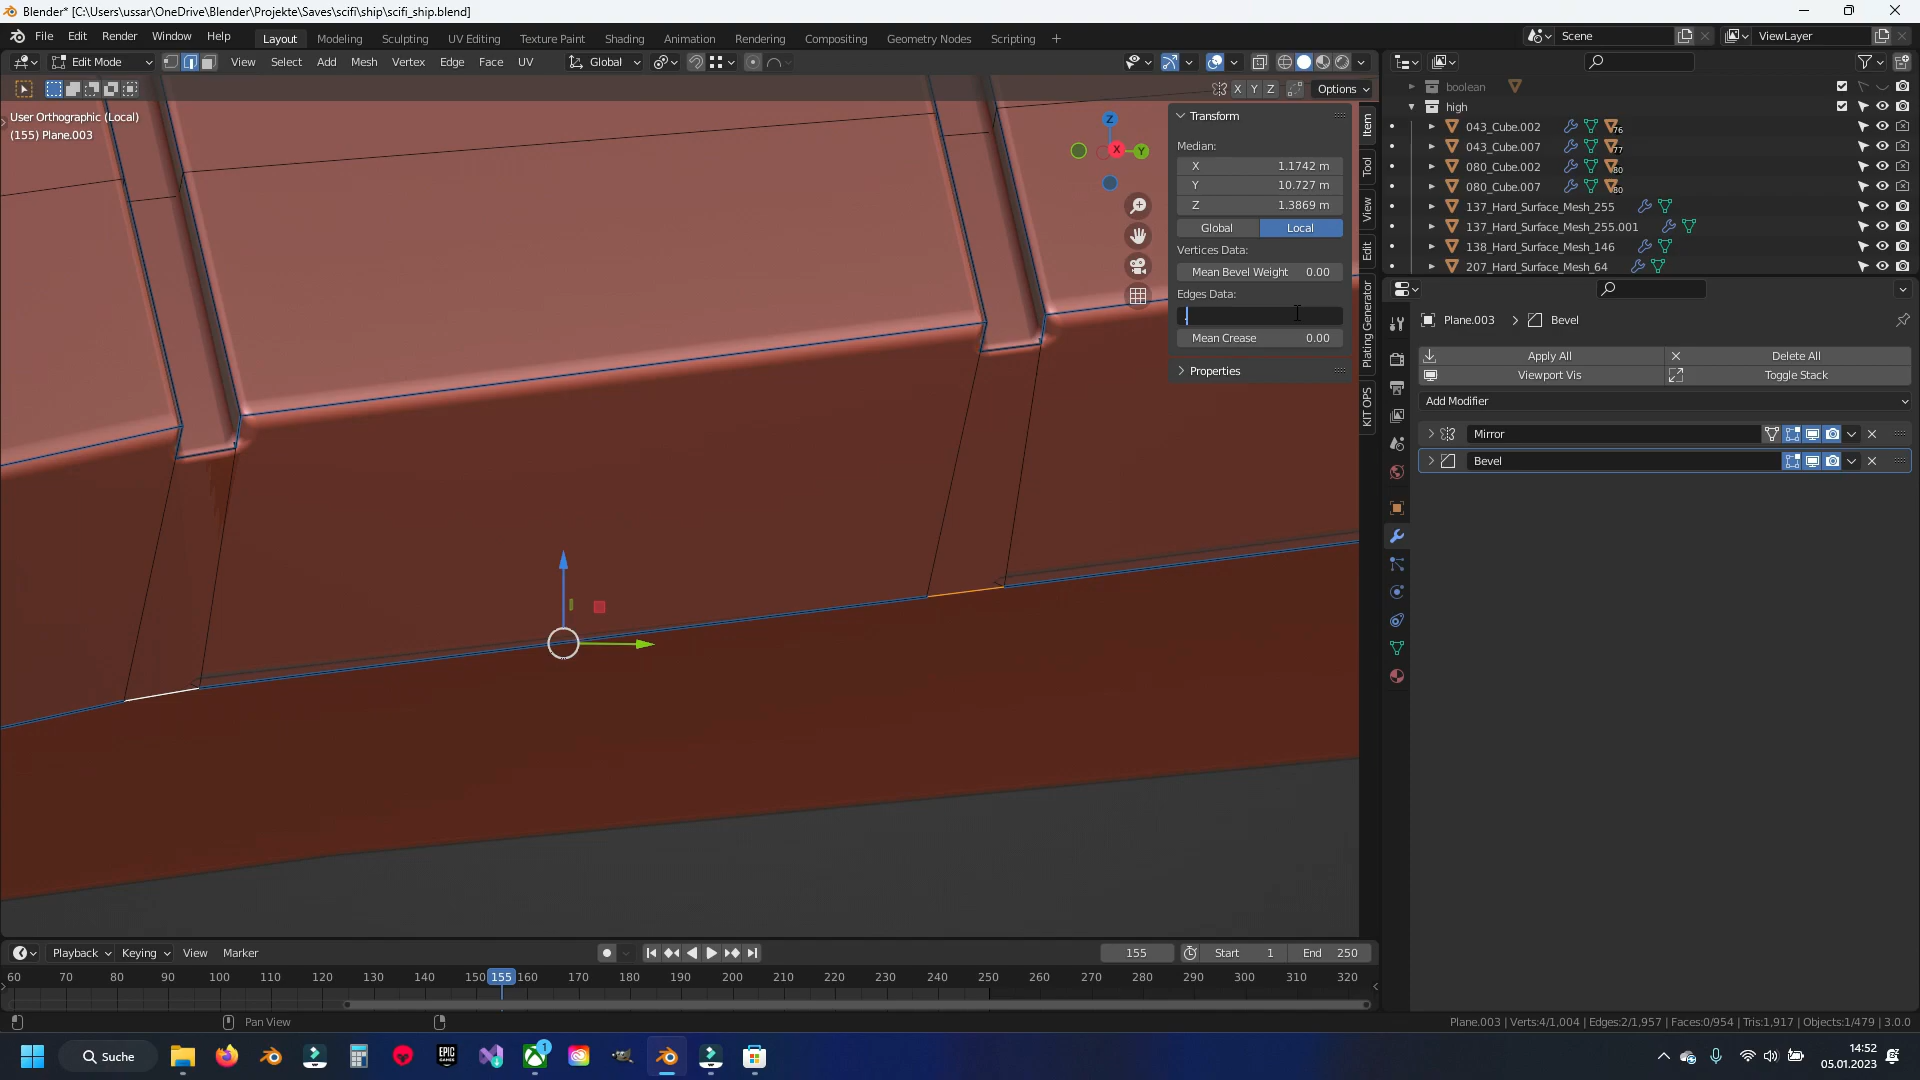 Blender* [C:\Users\ussar\OneDrive\Blender\Projekte\Saves\scifi\ship\scifi_ship.blend]
File Edit Render Window Help
Layout Modeling Sculpting UV Editing Texture Paint Shading Animation Rendering Compositing Geometry Nodes Scripting +
Scene ViewLayer
Edit Mode View Select Add Mesh Vertex Edge Face UV Global
X Y Z Options
User Orthographic (Local)
(155) Plane.003
Z
X Y
Transform
Median:
X 1.1742 m
Y 10.727 m
Z 1.3869 m
Global Local
Vertices Data:
Mean Bevel Weight 0.00
Edges Data:
Mean Crease 0.00
Properties
Item
Tool
View
Edit
Plating Generator
KIT OPS
boolean
high
043_Cube.002 76
043_Cube.007 77
080_Cube.002 80
080_Cube.007 80
137_Hard_Surface_Mesh_255
137_Hard_Surface_Mesh_255.001
138_Hard_Surface_Mesh_146
207_Hard_Surface_Mesh_64
Plane.003 Bevel
Apply All Delete All
Viewport Vis Toggle Stack
Add Modifier
Mirror
Bevel
Playback Keying View Marker
155 Start 1 End 250
60 70 80 90 100 110 120 130 140 150 155 160 170 180 190 200 210 220 230 240 250 260 270 280 290 300 310 320
Pan View
Plane.003 | Verts:4/1,004 | Edges:2/1,957 | Faces:0/954 | Tris:1,917 | Objects:1/479 | 3.0.0
Suche
EPIC GAMES
1
14:52
05.01.2023